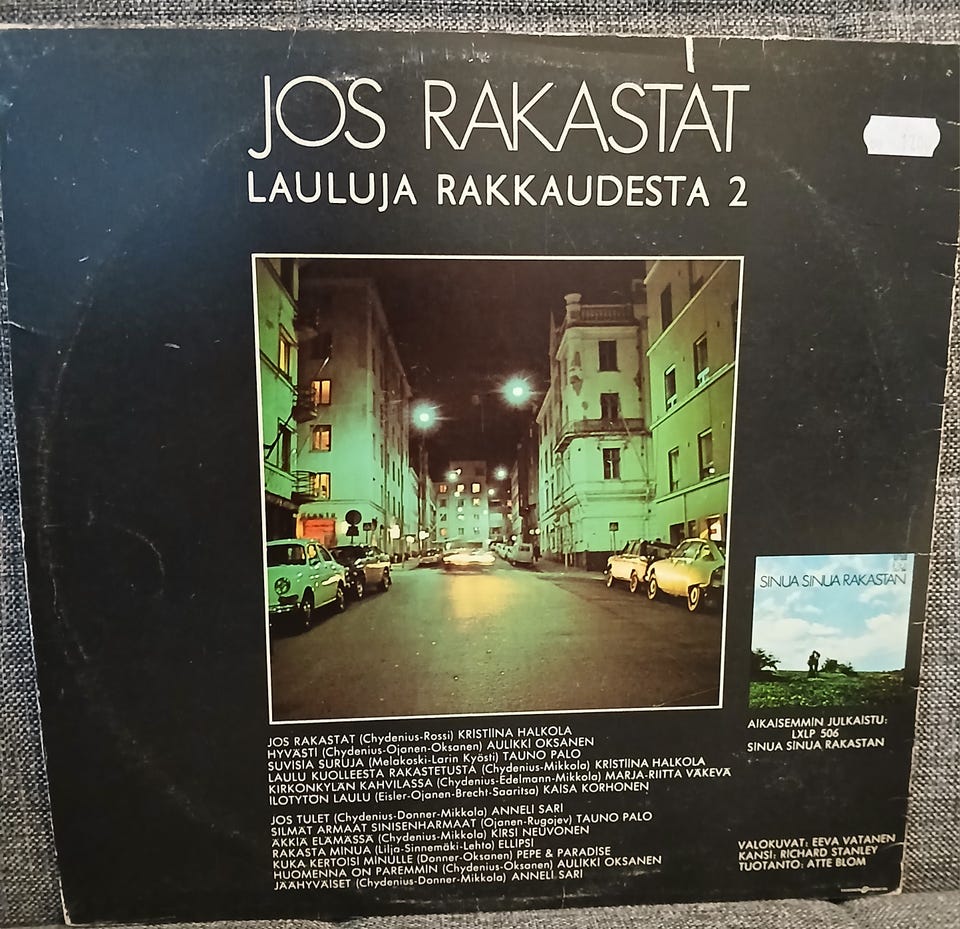 JOS RAKASTAT
LAULUJA RAKKAUDESTA 2
SINUA SINUA RAKASTAN
AIKAISEMMIN JULKAISTU:
LXLP 506
SINUA SINUA RAKASTAN
JOS RAKASTAT (Chydenius-Rossi) KRISTIINA HALKOLA
HYVÄSTI (Chydenius-Ojanen-Oksanen) AULIKKI OKSANEN
SUVISIA SURUJA (Melakoski-Larin Kyösti) TAUNO PALO
LAULU KUOLLEESTA RAKASTETUSTA (Chydenius-Mikkola) KRISTIINA HALKOLA
KIRKONKYLÄN KAHVILASSA (Chydenius-Edelmann-Mikkola) MARJA-RIITTA VÄKEVÄ
ILOTYTÖN LAULU (Eisler-Ojanen-Brecht-Saaritsa) KAISA KORHONEN
JOS TULET (Chydenius-Donner-Mikkola) ANNELI SARI
SILMÄT ARMAAT SINISENHARMAAT (Ojanen-Rugojev) TAUNO PALO
ÄKKIÄ ELÄMÄSSÄ (Chydenius-Mikkola) KIRSI NEUVONEN
RAKASTA MINUA (Lilja-Sinnemäki-Lehto) ELLIPSI
KUKA KERTOISI MINULLE (Donner-Oksanen) PEPE & PARADISE
HUOMENNA ON PAREMMIN (Chydenius-Oksanen) AULIKKI OKSANEN
JÄÄHYVÄISET (Chydenius-Donner-Mikkola) ANNELI SARI
VALOKUVAT: EEVA VATANEN
KANSI: RICHARD STANLEY
TUOTANTO: ATTE BLOM